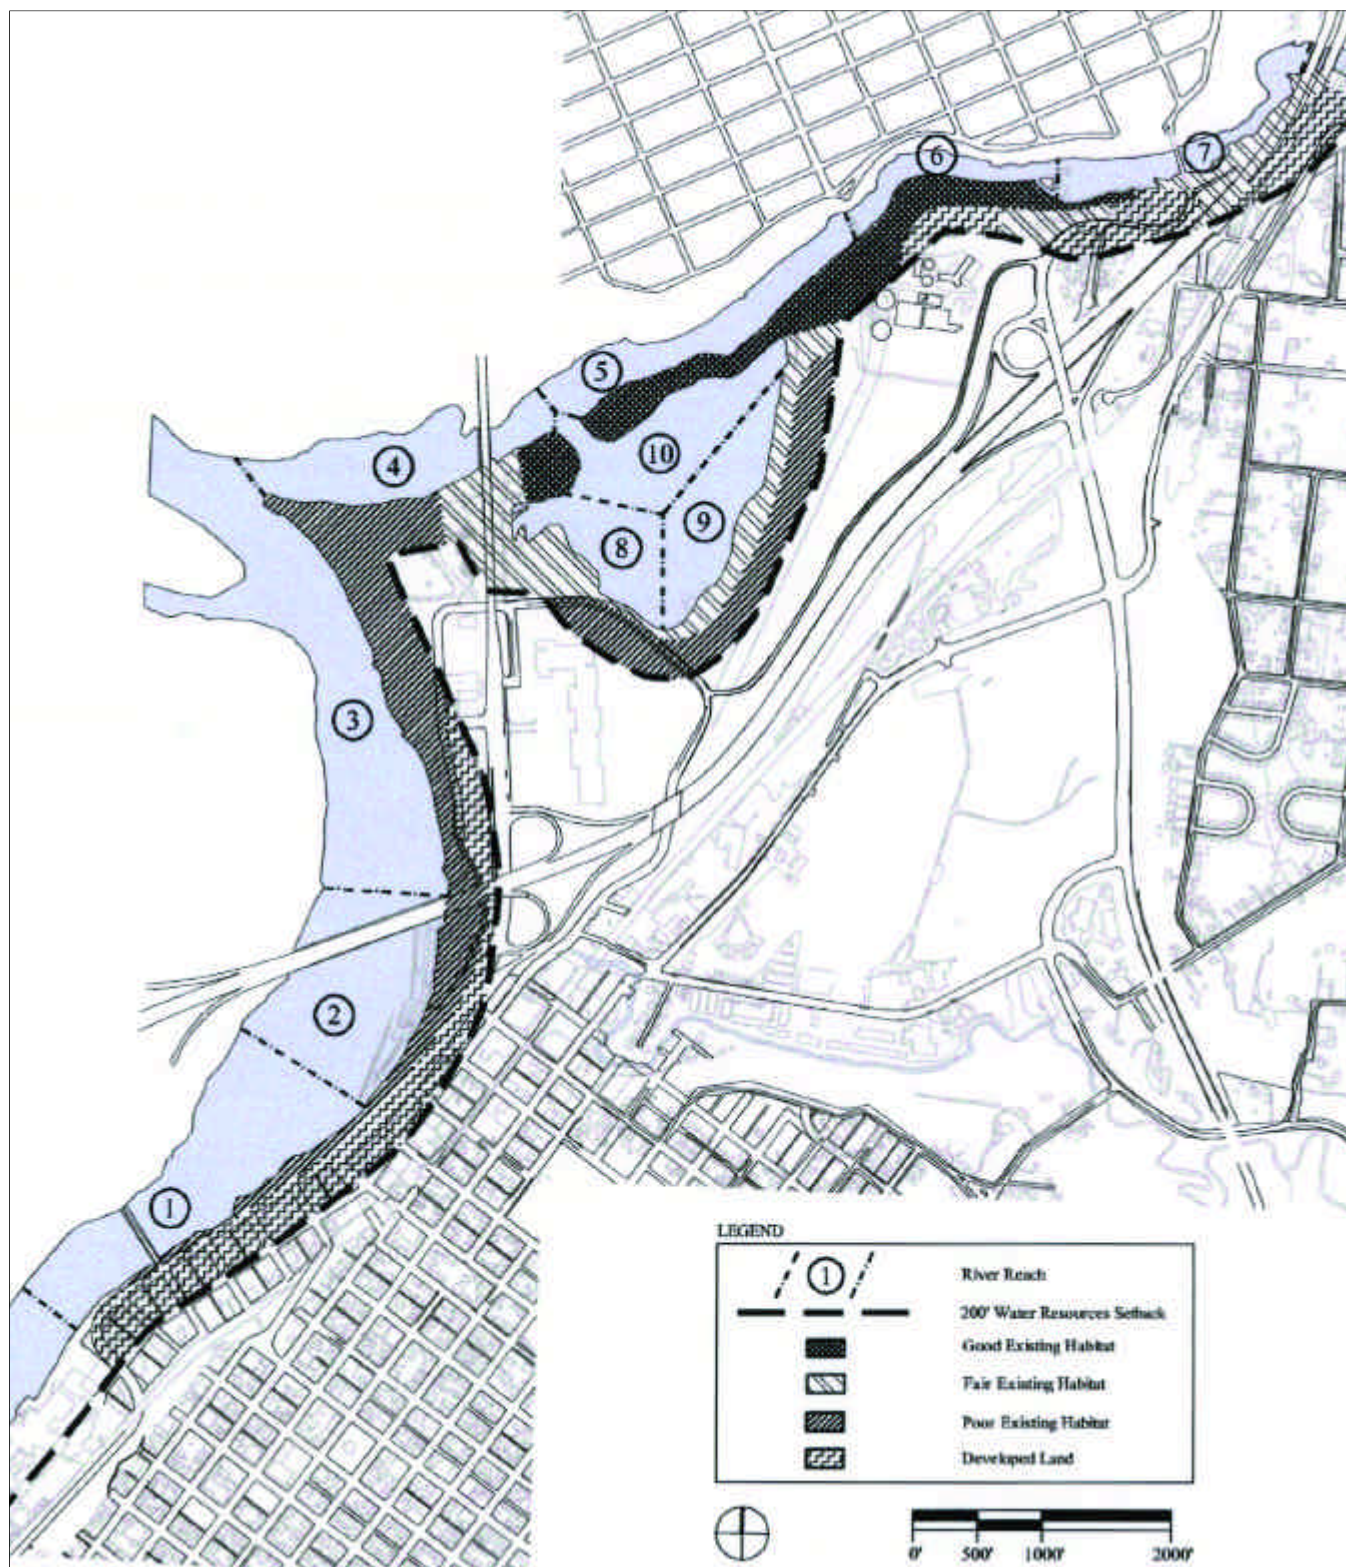 6
7
5
4
10
8
9
3
2
1
LEGEND
1 River Reach
200' Water Resources Setback
Good Existing Habitat
Fair Existing Habitat
Poor Existing Habitat
Developed Land
0' 500' 1000' 2000'